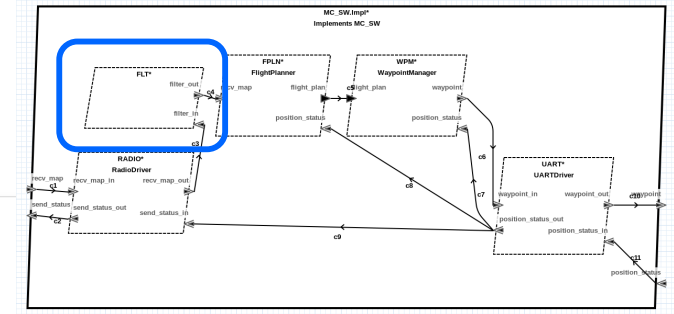 MC_SW.Impl*
Implements MC_SW
FLT*
filter_out
filter_in
c4
c3
FPLN*
FlightPlanner
recv_map
flight_plan
position_status
c5
WPM*
WaypointManager
flight_plan
waypoint
position_status
c6
c7
c8
RADIO*
RadioDriver
recv_map
c1
recv_map_in
recv_map_out
send_status
c2
send_status_out
send_status_in
c9
UART*
UARTDriver
waypoint_in
waypoint_out
c10
waypoint
position_status_out
position_status_in
c11
position_status